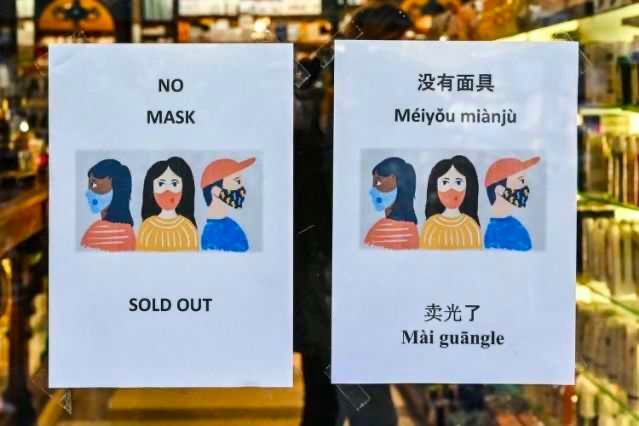 NO
MASK
SOLD OUT
没有面具
Méiyǒu miànjù
卖光了
Mài guāngle